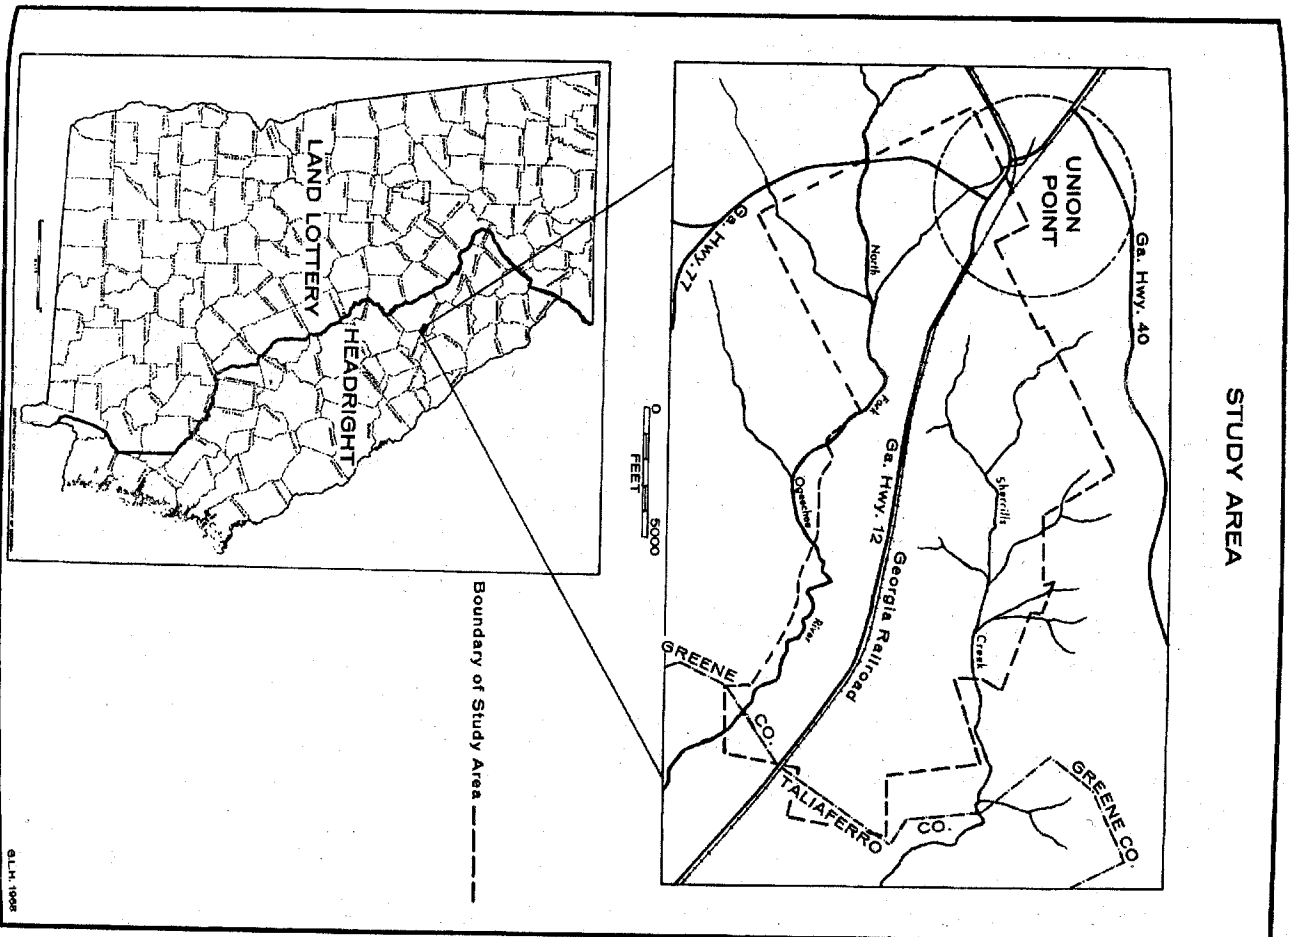 STUDY AREA
UNION
POINT
Ga. Hwy. 40
Ga. Hwy. 77
North
Fork
Ogeechee
River
Ga. Hwy. 12
Georgia Railroad
Sherrills
Creek
GREENE CO.
TALIAFERRO CO.
GREENE CO.
0 5000
FEET
LAND LOTTERY
HEADRIGHT
Boundary of Study Area
G.L.H. 1968